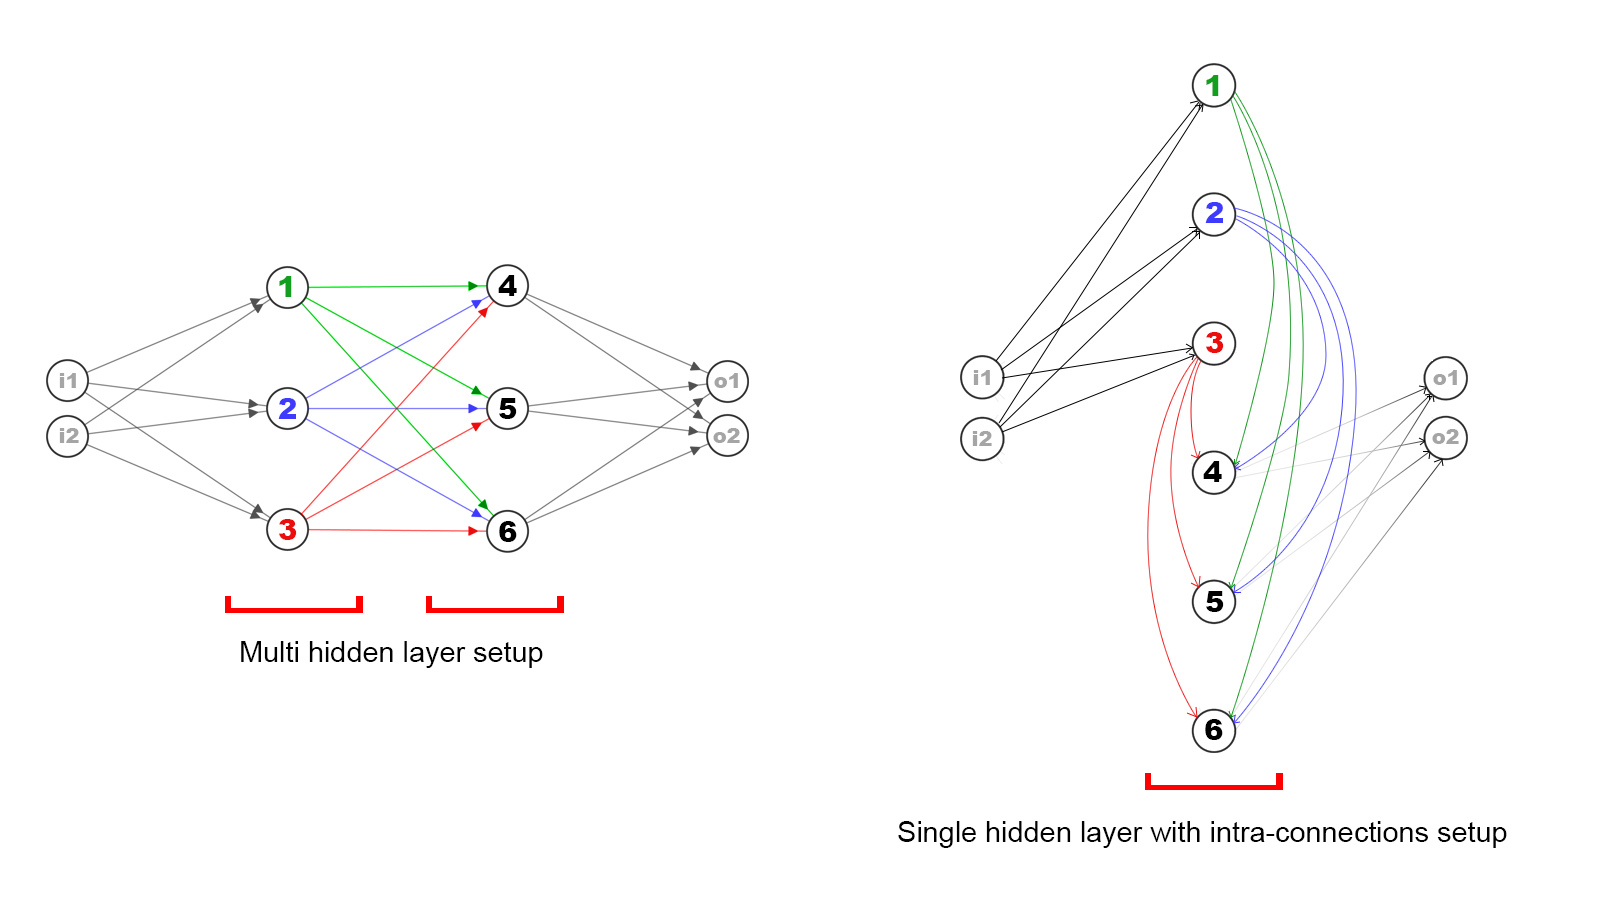 i1
i2
1
2
3
4
5
6
o1
o2
Multi hidden layer setup
1
2
3
i1
i2
4
5
6
o1
o2
Single hidden layer with intra-connections setup